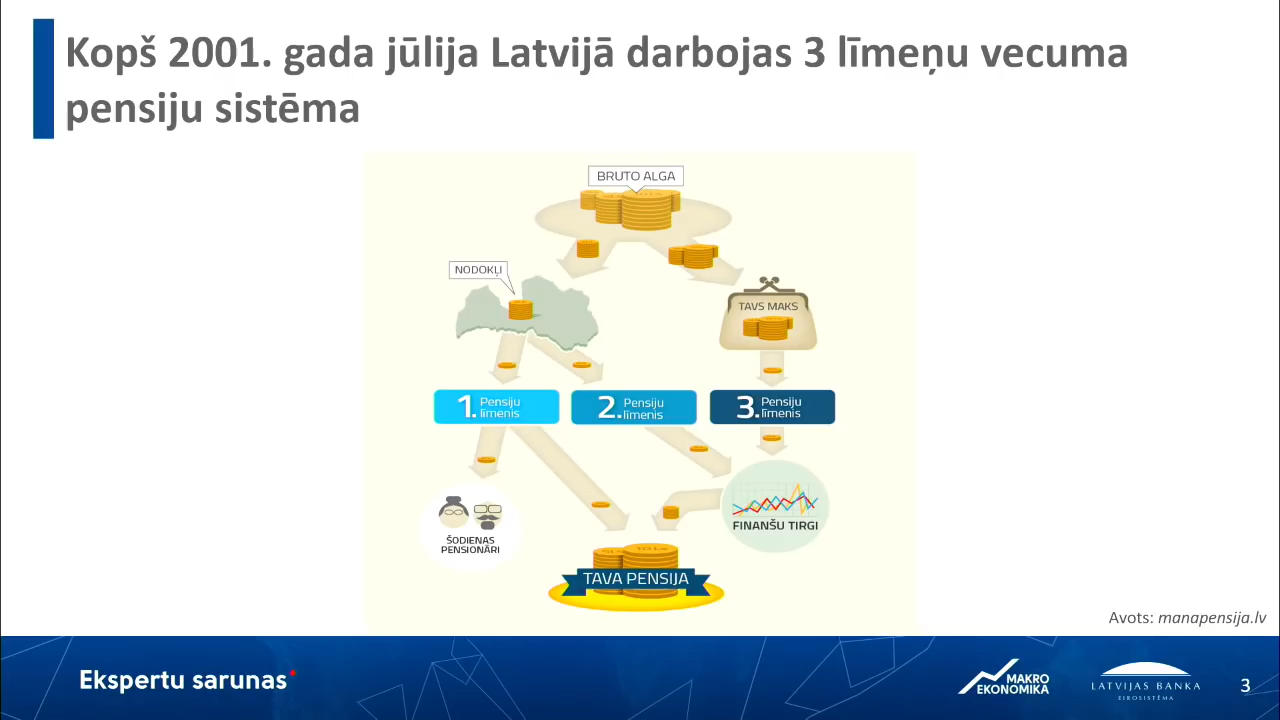 Kopš 2001. gada jūlija Latvijā darbojas 3 līmeņu vecuma
pensiju sistēma
BRUTO ALGA
NODOKĻI
TAVS MAKS
1. Pensiju
līmenis
2. Pensiju
līmenis
3. Pensiju
līmenis
ŠODIENAS
PENSIONĀRI
FINANŠU TIRGI
TAVA PENSIJA
Avots: manapensija.lv
Ekspertu sarunas
MAKRO
EKONOMIKA
LATVIJAS BANKA
EIROSISTĒMA
3